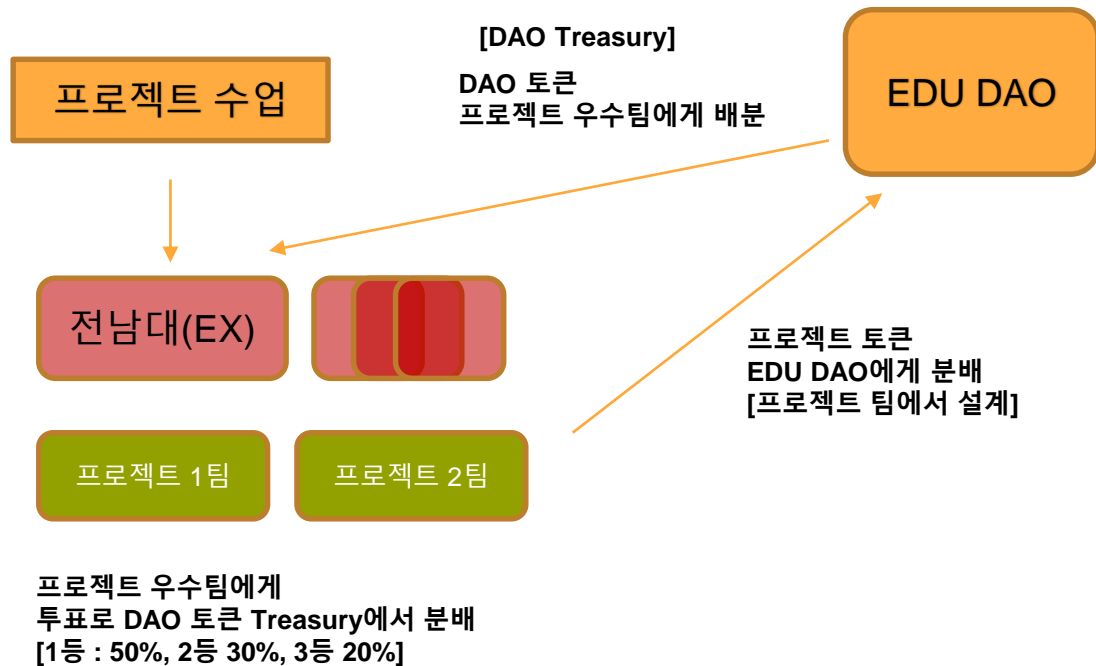 프로젝트 수업
[DAO Treasury]
DAO 토큰
프로젝트 우수팀에게 배분
EDU DAO
전남대(EX)
프로젝트 토큰
EDU DAO에게 분배
[프로젝트 팀에서 설계]
프로젝트 1팀
프로젝트 2팀
프로젝트 우수팀에게
투표로 DAO 토큰 Treasury에서 분배
[1등 : 50%, 2등 30%, 3등 20%]